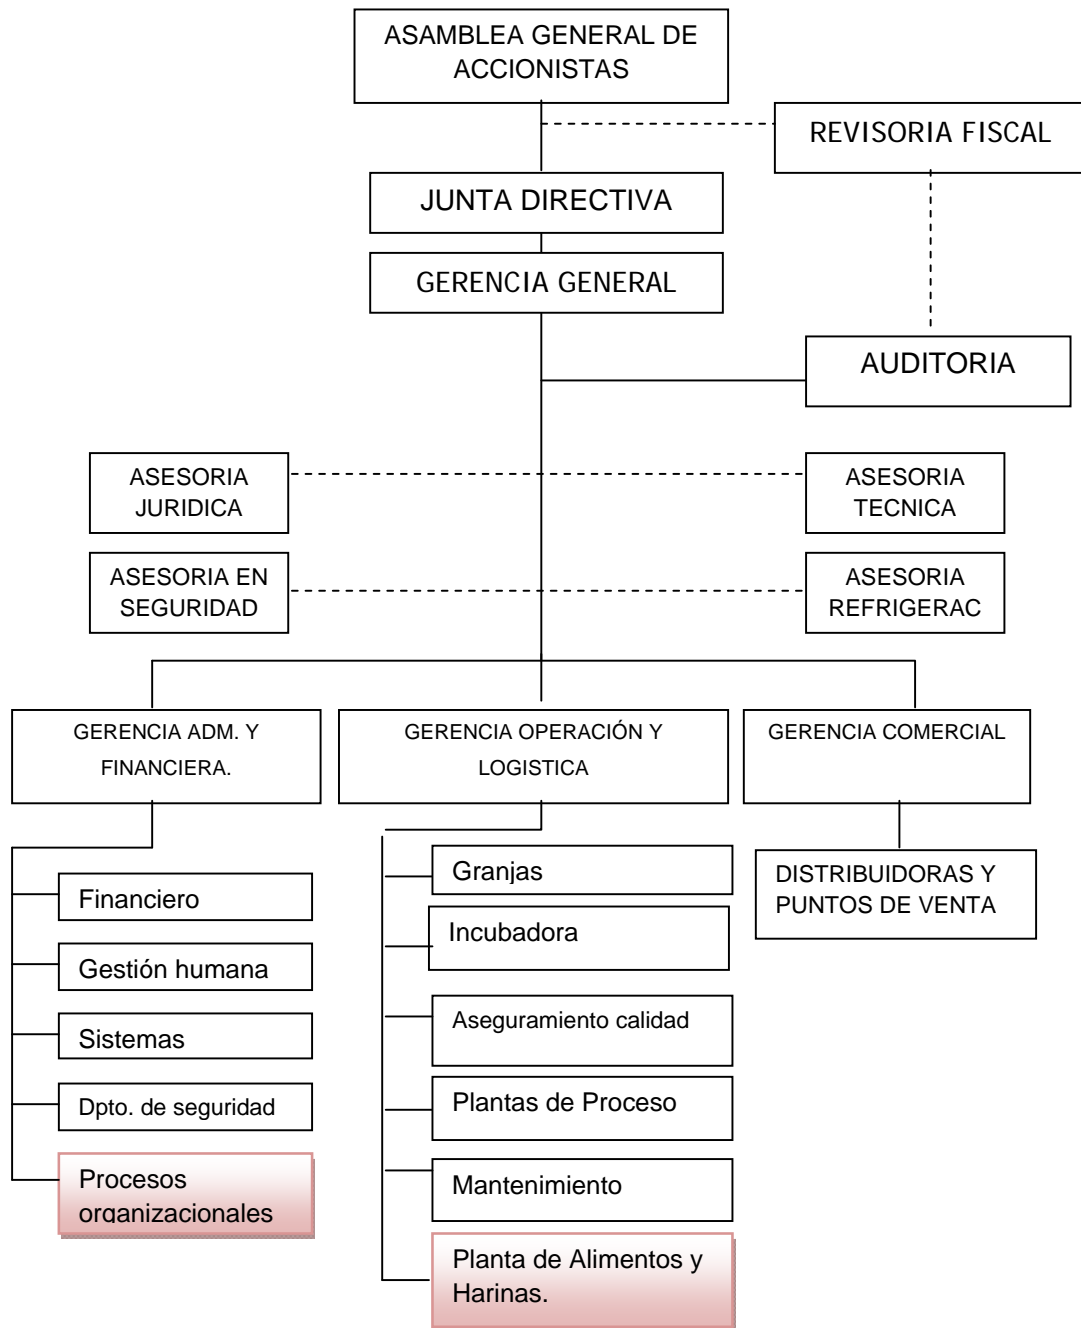 ASAMBLEA GENERAL DE
ACCIONISTAS
REVISORIA FISCAL
JUNTA DIRECTIVA
GERENCIA GENERAL
AUDITORIA
ASESORIA
JURIDICA
ASESORIA
TECNICA
ASESORIA EN
SEGURIDAD
ASESORIA
REFRIGERAC
GERENCIA ADM. Y
FINANCIERA.
GERENCIA OPERACIÓN Y
LOGISTICA
GERENCIA COMERCIAL
Financiero
Gestión humana
Sistemas
Dpto. de seguridad
Procesos
organizacionales
Granjas
Incubadora
Aseguramiento calidad
Plantas de Proceso
Mantenimiento
Planta de Alimentos y
Harinas.
DISTRIBUIDORAS Y
PUNTOS DE VENTA